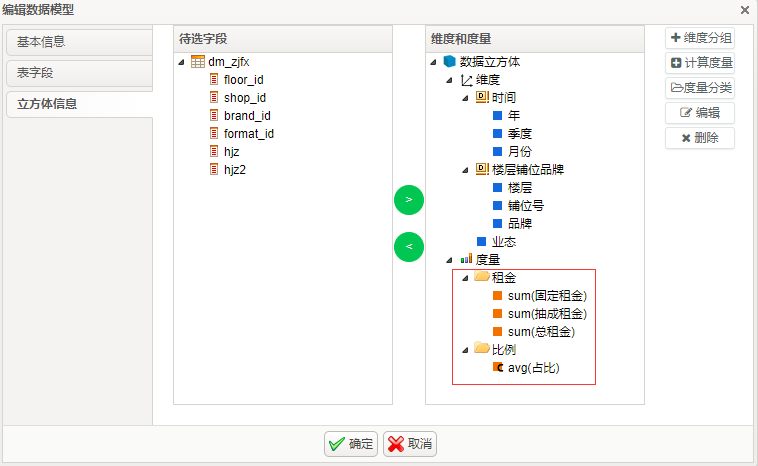 编辑数据模型
基本信息
表字段
立方体信息
待选字段
dm_zjfx
floor_id
shop_id
brand_id
format_id
hjz
hjz2
>
<
维度和度量
数据立方体
维度
时间
年
季度
月份
楼层铺位品牌
楼层
铺位号
品牌
业态
度量
租金
sum(固定租金)
sum(抽成租金)
sum(总租金)
比例
avg(占比)
维度分组
计算度量
度量分类
编辑
删除
确定
取消